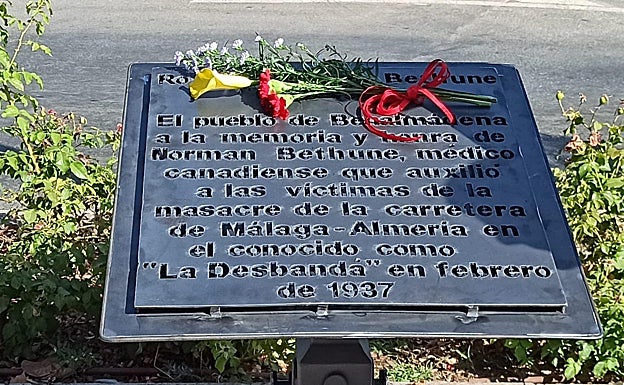 Bethune
El pueblo de Benalmádena
a la memoria y honra de
Norman Bethune, médico
canadiense que auxilió
a las víctimas de la
masacre de la carretera
de Málaga-Almería en
el conocido como
"La Desbandá" en febrero
de 1937